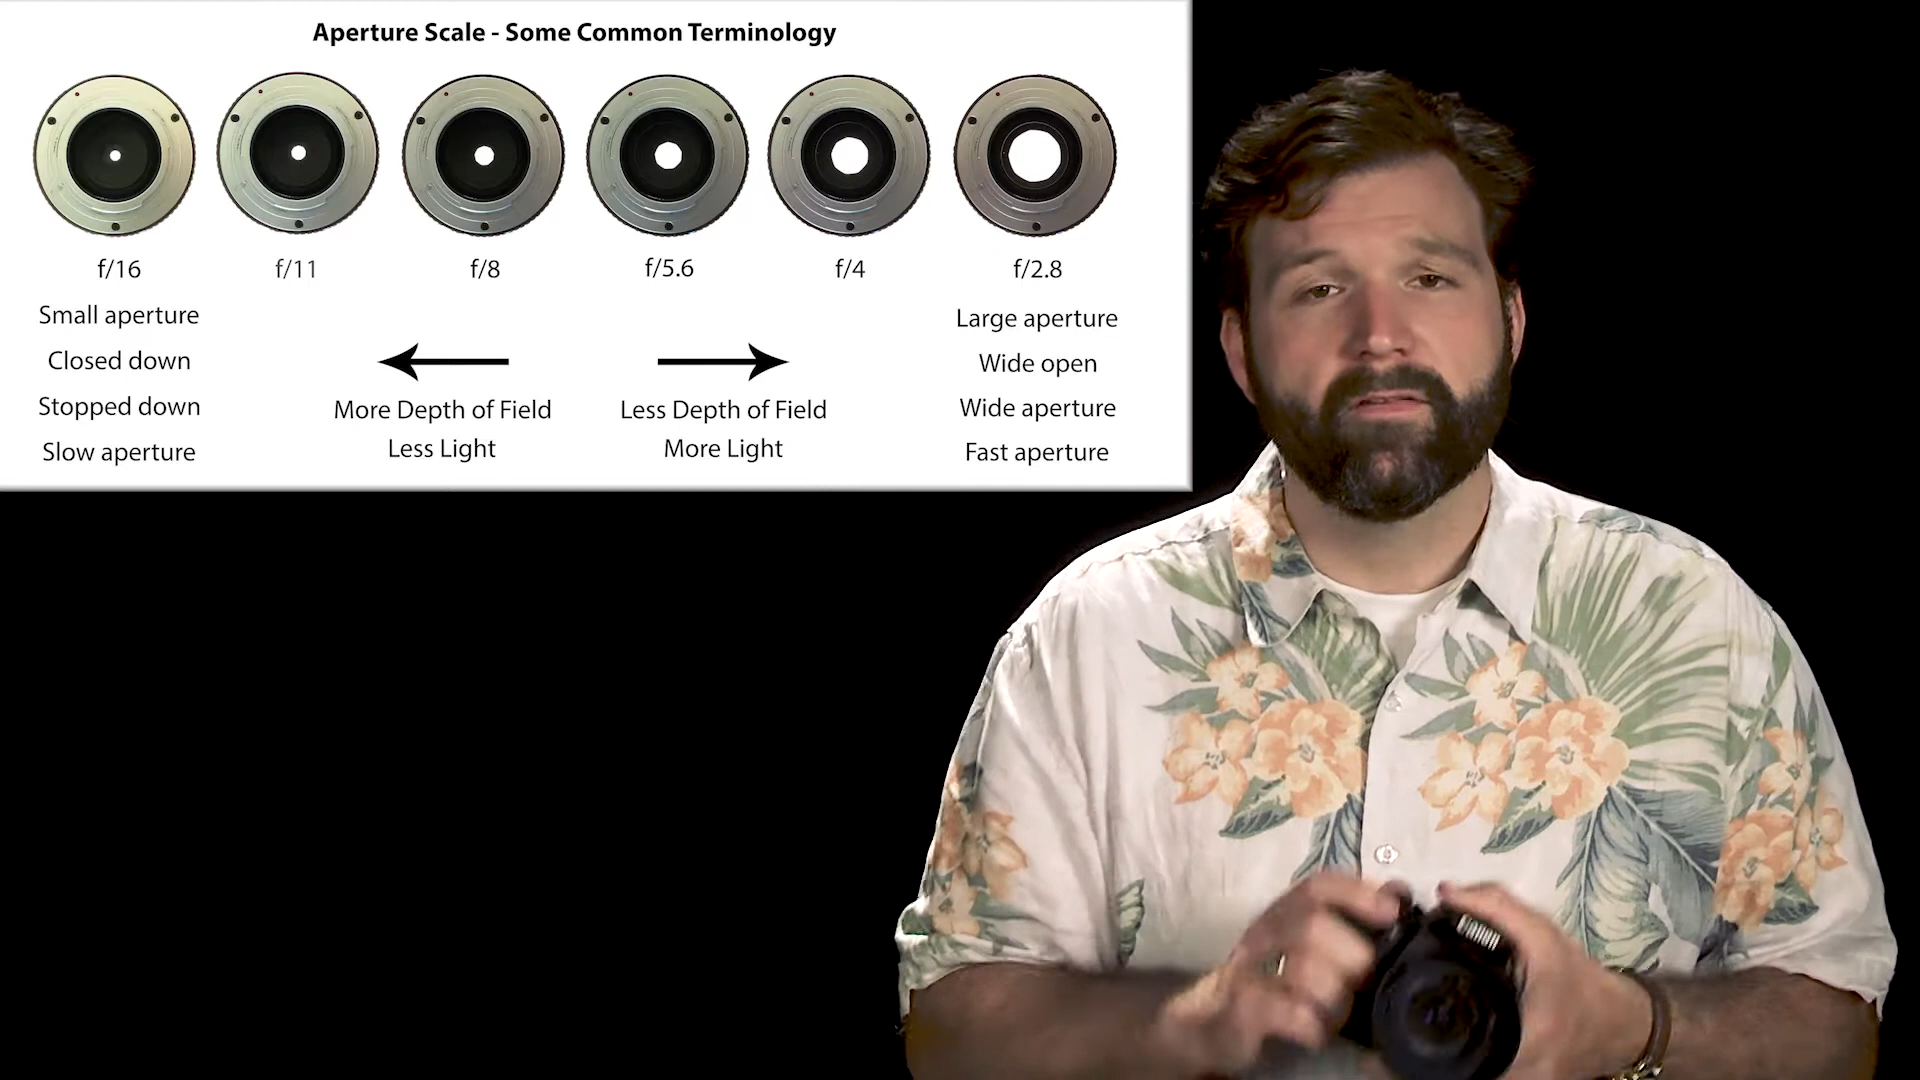 Aperture Scale - Some Common Terminology
f/16 f/11 f/8 f/5.6 f/4 f/2.8
Small aperture
Closed down
Stopped down
Slow aperture
More Depth of Field
Less Light
Less Depth of Field
More Light
Large aperture
Wide open
Wide aperture
Fast aperture